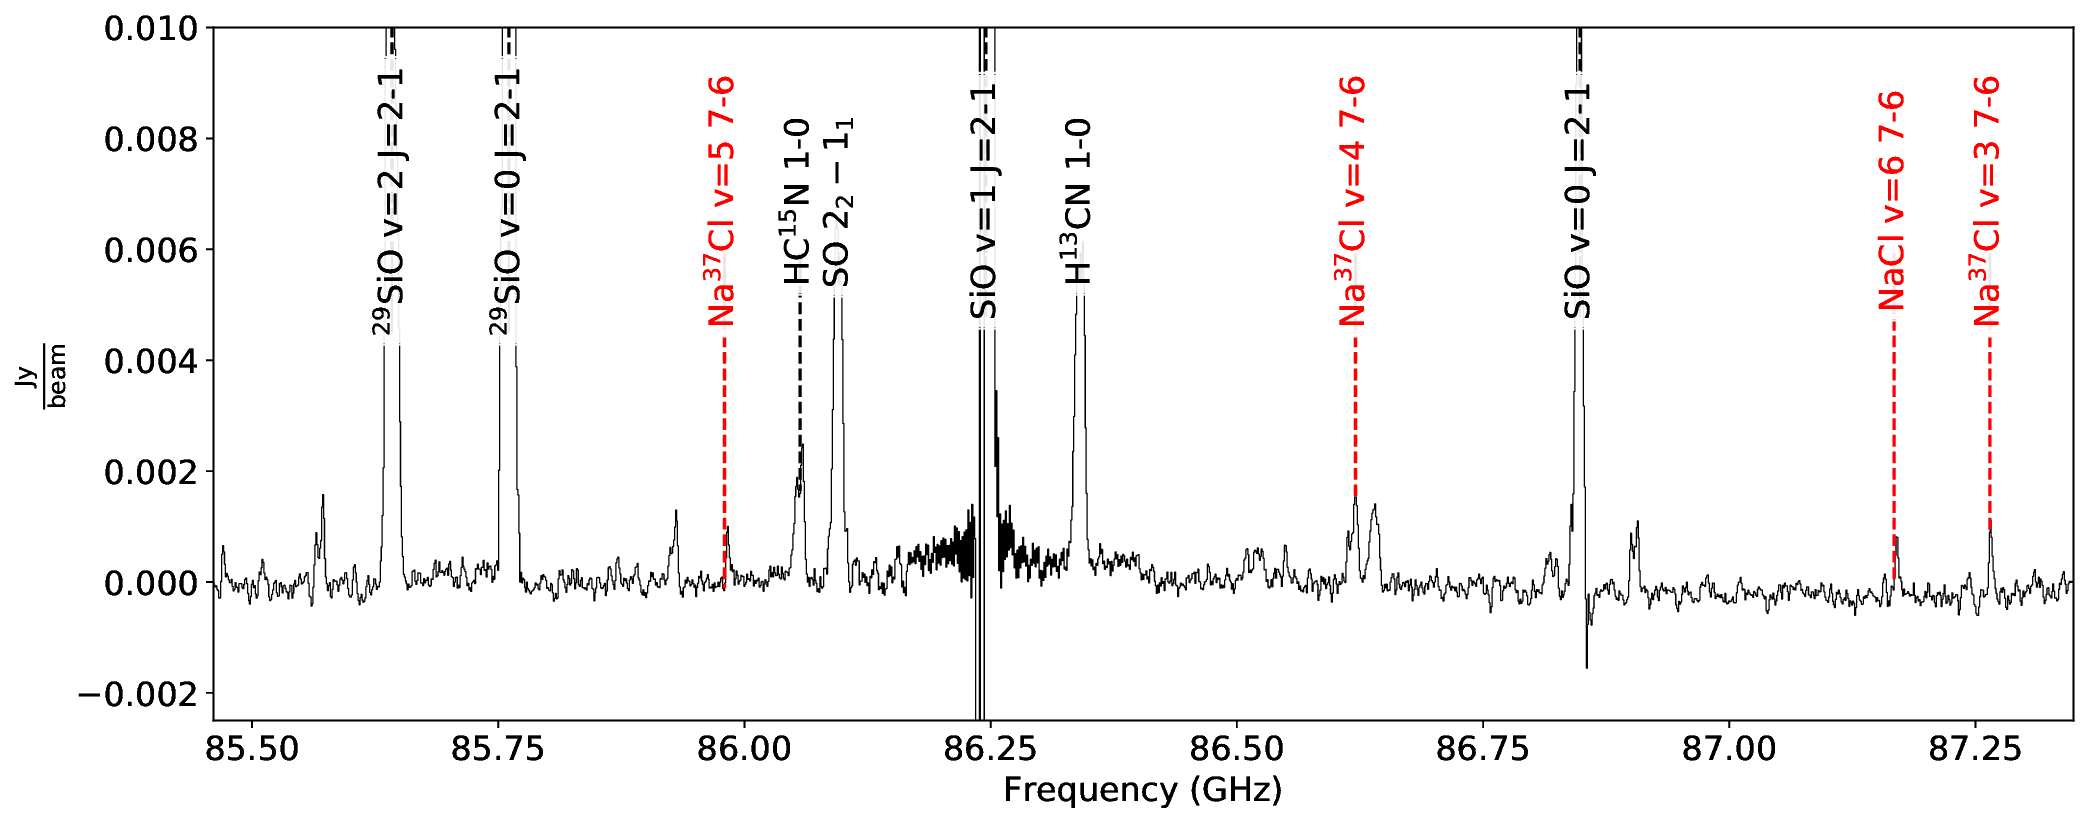 0.010
0.008
0.006
0.004
0.002
0.000
−0.002
Jy
beam
²⁹SiO v=2 J=2-1
²⁹SiO v=0 J=2-1
Na³⁷Cl v=5 7-6
HC¹⁵N 1-0
SO 2₂ − 1₁
SiO v=1 J=2-1
H¹³CN 1-0
Na³⁷Cl v=4 7-6
SiO v=0 J=2-1
NaCl v=6 7-6
Na³⁷Cl v=3 7-6
85.50 85.75 86.00 86.25 86.50 86.75 87.00 87.25
Frequency (GHz)